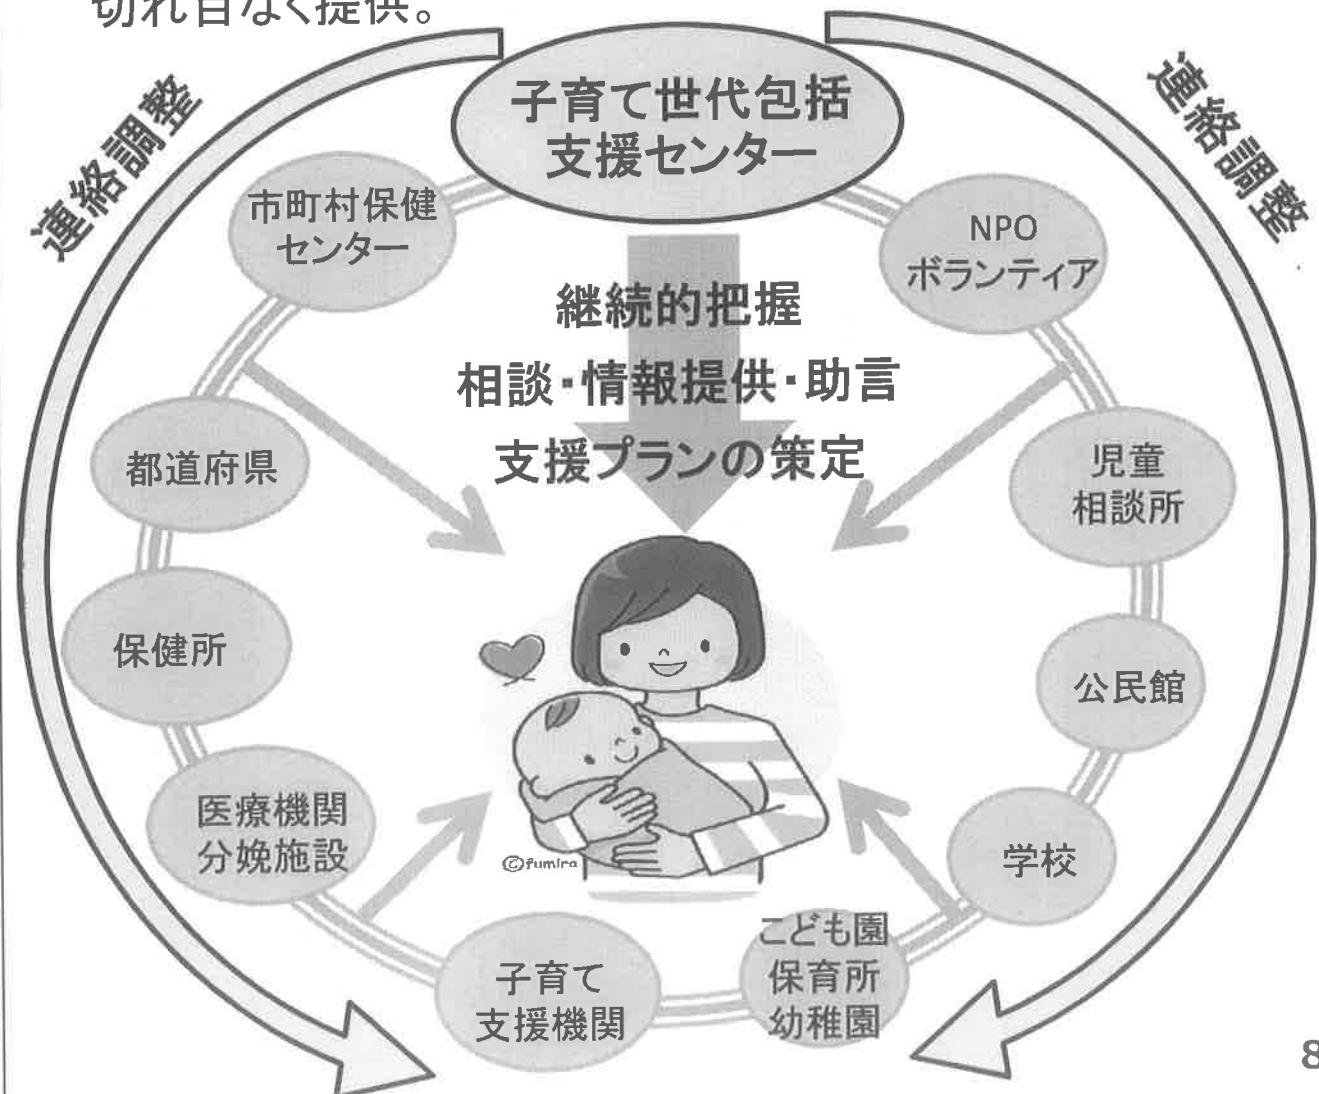 切れ目なく提供。
子育て世代包括
支援センター
連絡調整
連絡調整
市町村保健
センター
NPO
ボランティア
継続的把握
相談・情報提供・助言
支援プランの策定
都道府県
児童
相談所
保健所
公民館
医療機関
分娩施設
学校
©fumira
子育て
支援機関
こども園
保育所
幼稚園
8